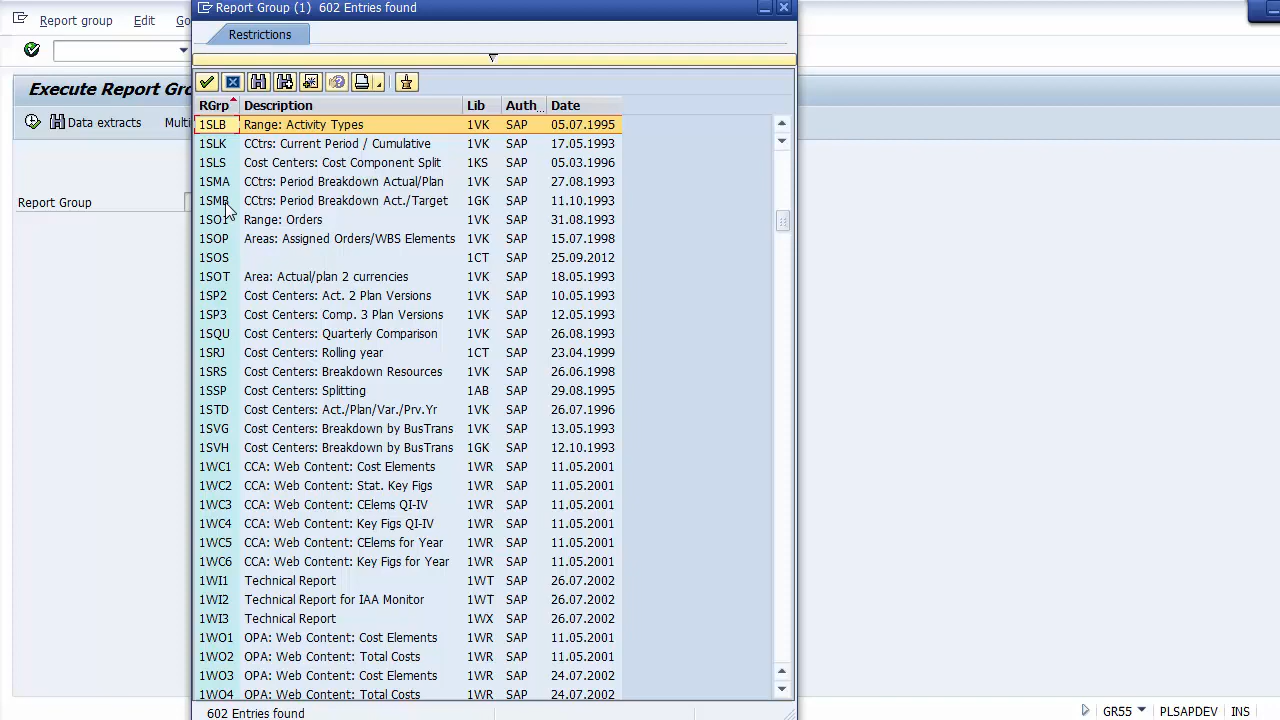 Report Group (1) 602 Entries found
Report group Edit Go
Restrictions
Execute Report Gro
Data extracts Multi
RGrp Description Lib Auth... Date
1SLB Range: Activity Types 1VK SAP 05.07.1995
1SLK CCtrs: Current Period / Cumulative 1VK SAP 17.05.1993
1SLS Cost Centers: Cost Component Split 1KS SAP 05.03.1996
1SMA CCtrs: Period Breakdown Actual/Plan 1VK SAP 27.08.1993
1SMB CCtrs: Period Breakdown Act./Target 1GK SAP 11.10.1993
Report Group
1SO1 Range: Orders 1VK SAP 31.08.1993
1SOP Areas: Assigned Orders/WBS Elements 1VK SAP 15.07.1998
1SOS 1CT SAP 25.09.2012
1SOT Area: Actual/plan 2 currencies 1VK SAP 18.05.1993
1SP2 Cost Centers: Act. 2 Plan Versions 1VK SAP 10.05.1993
1SP3 Cost Centers: Comp. 3 Plan Versions 1VK SAP 12.05.1993
1SQU Cost Centers: Quarterly Comparison 1VK SAP 26.08.1993
1SRJ Cost Centers: Rolling year 1CT SAP 23.04.1999
1SRS Cost Centers: Breakdown Resources 1VK SAP 26.06.1998
1SSP Cost Centers: Splitting 1AB SAP 29.08.1995
1STD Cost Centers: Act./Plan/Var./Prv.Yr 1VK SAP 26.07.1996
1SVG Cost Centers: Breakdown by BusTrans 1VK SAP 13.05.1993
1SVH Cost Centers: Breakdown by BusTrans 1GK SAP 12.10.1993
1WC1 CCA: Web Content: Cost Elements 1WR SAP 11.05.2001
1WC2 CCA: Web Content: Stat. Key Figs 1WR SAP 11.05.2001
1WC3 CCA: Web Content: CElems QI-IV 1WR SAP 11.05.2001
1WC4 CCA: Web Content: Key Figs QI-IV 1WR SAP 11.05.2001
1WC5 CCA: Web Content: CElems for Year 1WR SAP 11.05.2001
1WC6 CCA: Web Content: Key Figs for Year 1WR SAP 11.05.2001
1WI1 Technical Report 1WT SAP 26.07.2002
1WI2 Technical Report for IAA Monitor 1WT SAP 26.07.2002
1WI3 Technical Report 1WX SAP 26.07.2002
1WO1 OPA: Web Content: Cost Elements 1WR SAP 11.05.2001
1WO2 OPA: Web Content: Total Costs 1WR SAP 11.05.2001
1WO3 OPA: Web Content: Cost Elements 1WR SAP 24.07.2002
1WO4 OPA: Web Content: Total Costs 1WR SAP 24.07.2002
602 Entries found
GR55 PLSAPDEV INS